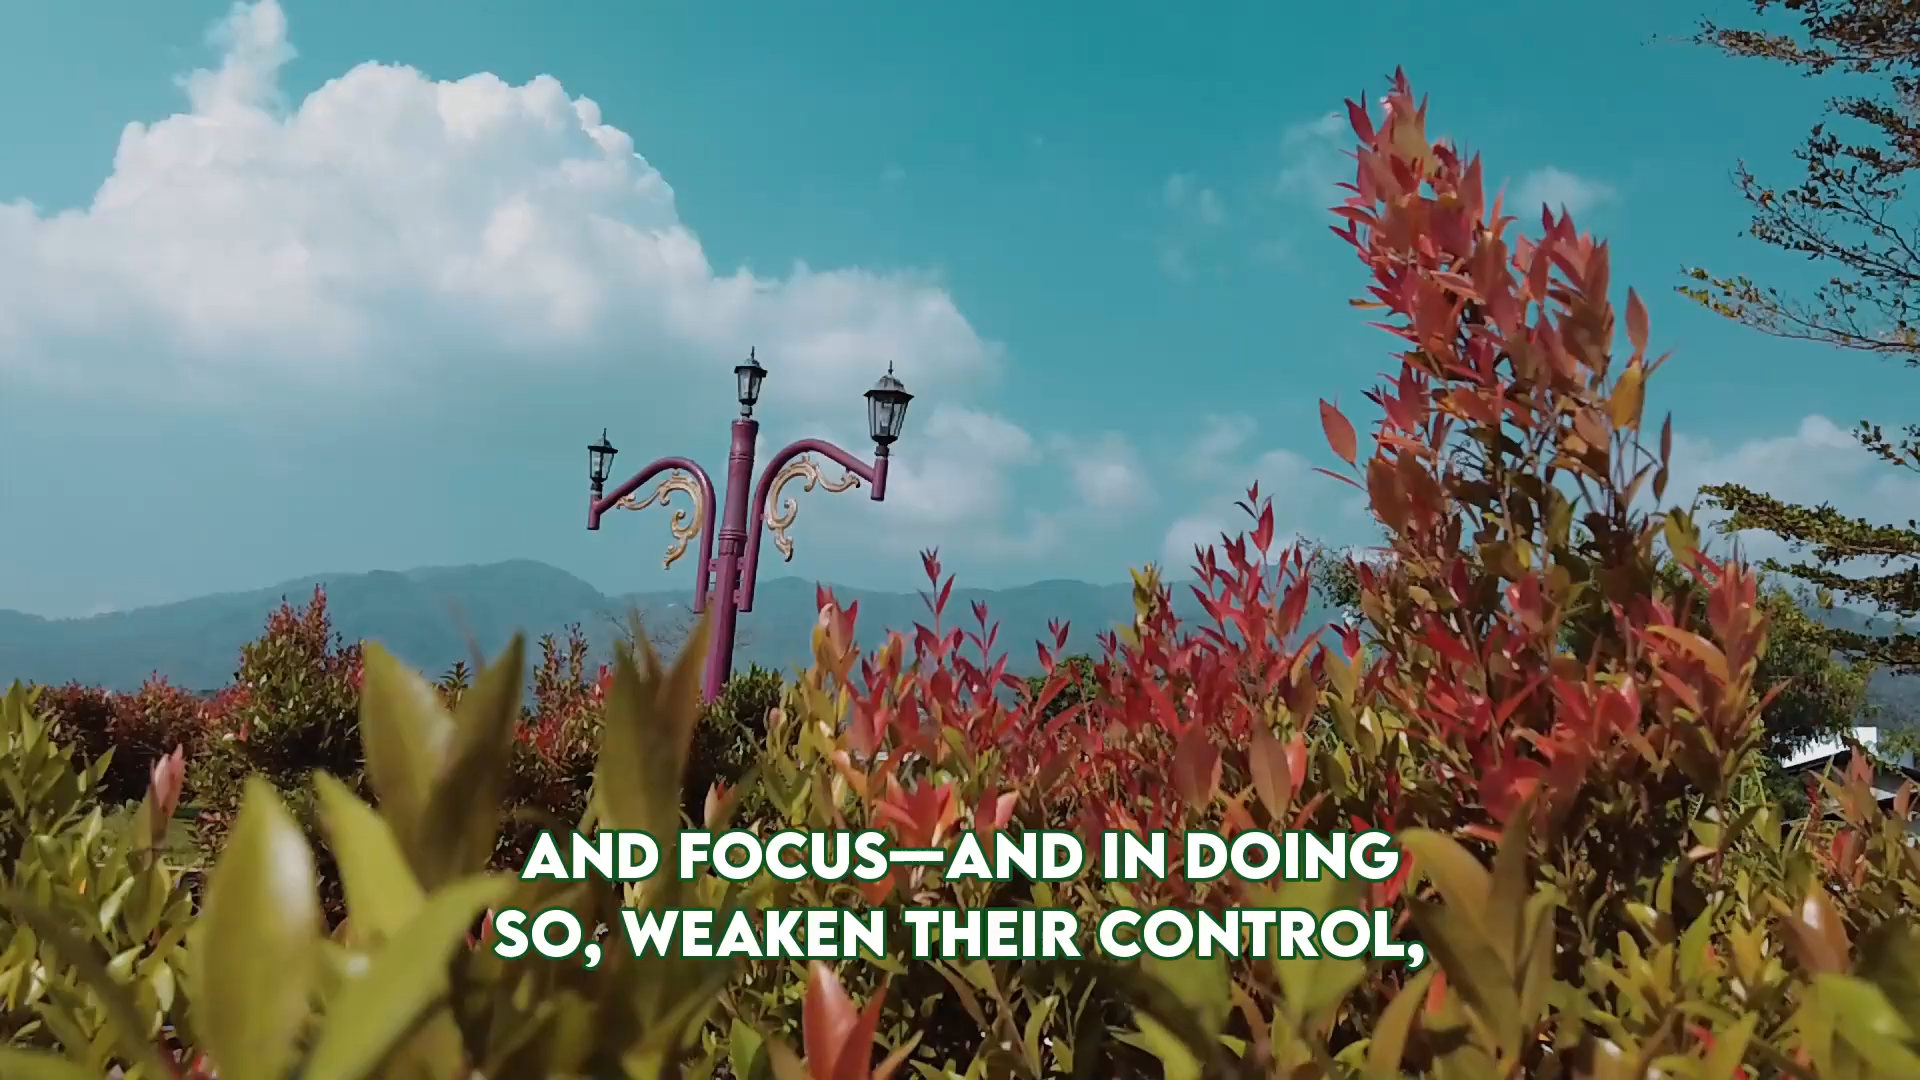 AND FOCUS—AND IN DOING
SO, WEAKEN THEIR CONTROL,